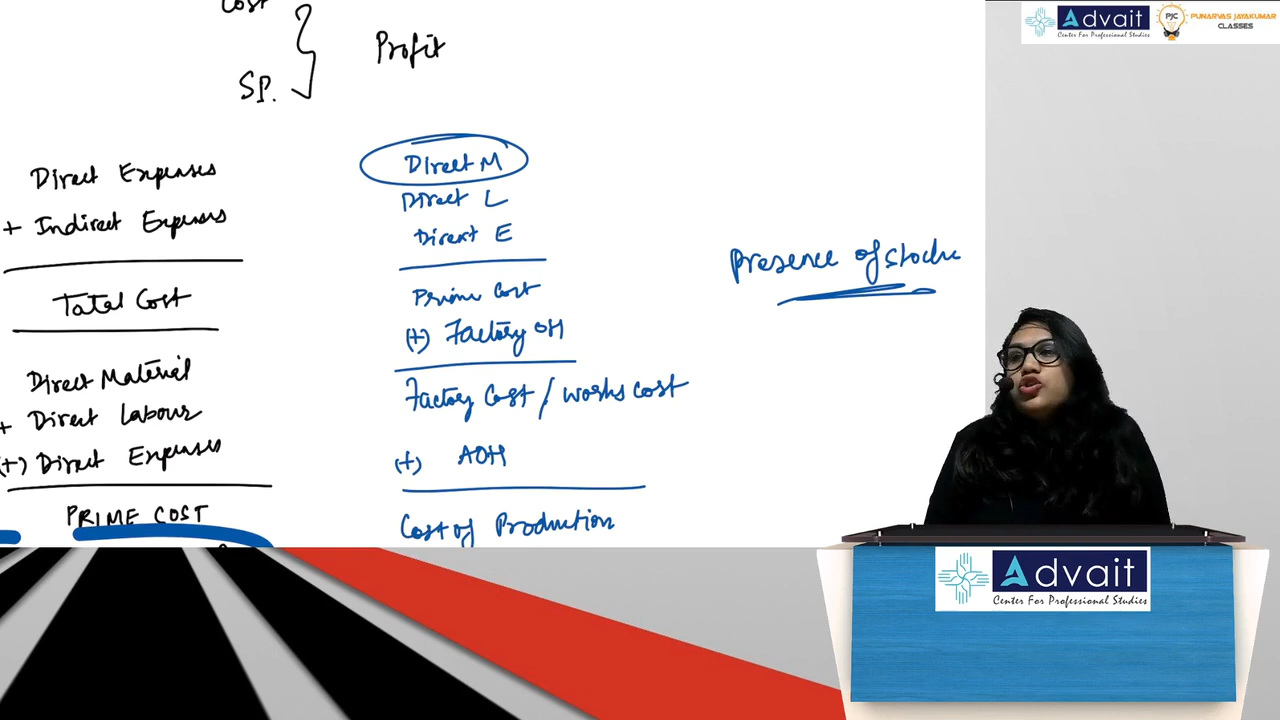 Cost
SP.
Profit
Direct Expenses
+ Indirect Expenses
Total Cost
Direct Material
+ Direct Labour
(+) Direct Expenses
PRIME COST
Direct M
Direct L
Direct E
Prime Cost
(+) Factory OH
Factory Cost / Works cost
(+) AOH
Cost of Production
Presence of Stocks
Advait
Center For Professional Studies
PJC
PUNARVAS JAYAKUMAR
CLASSES
Advait
Center For Professional Studies